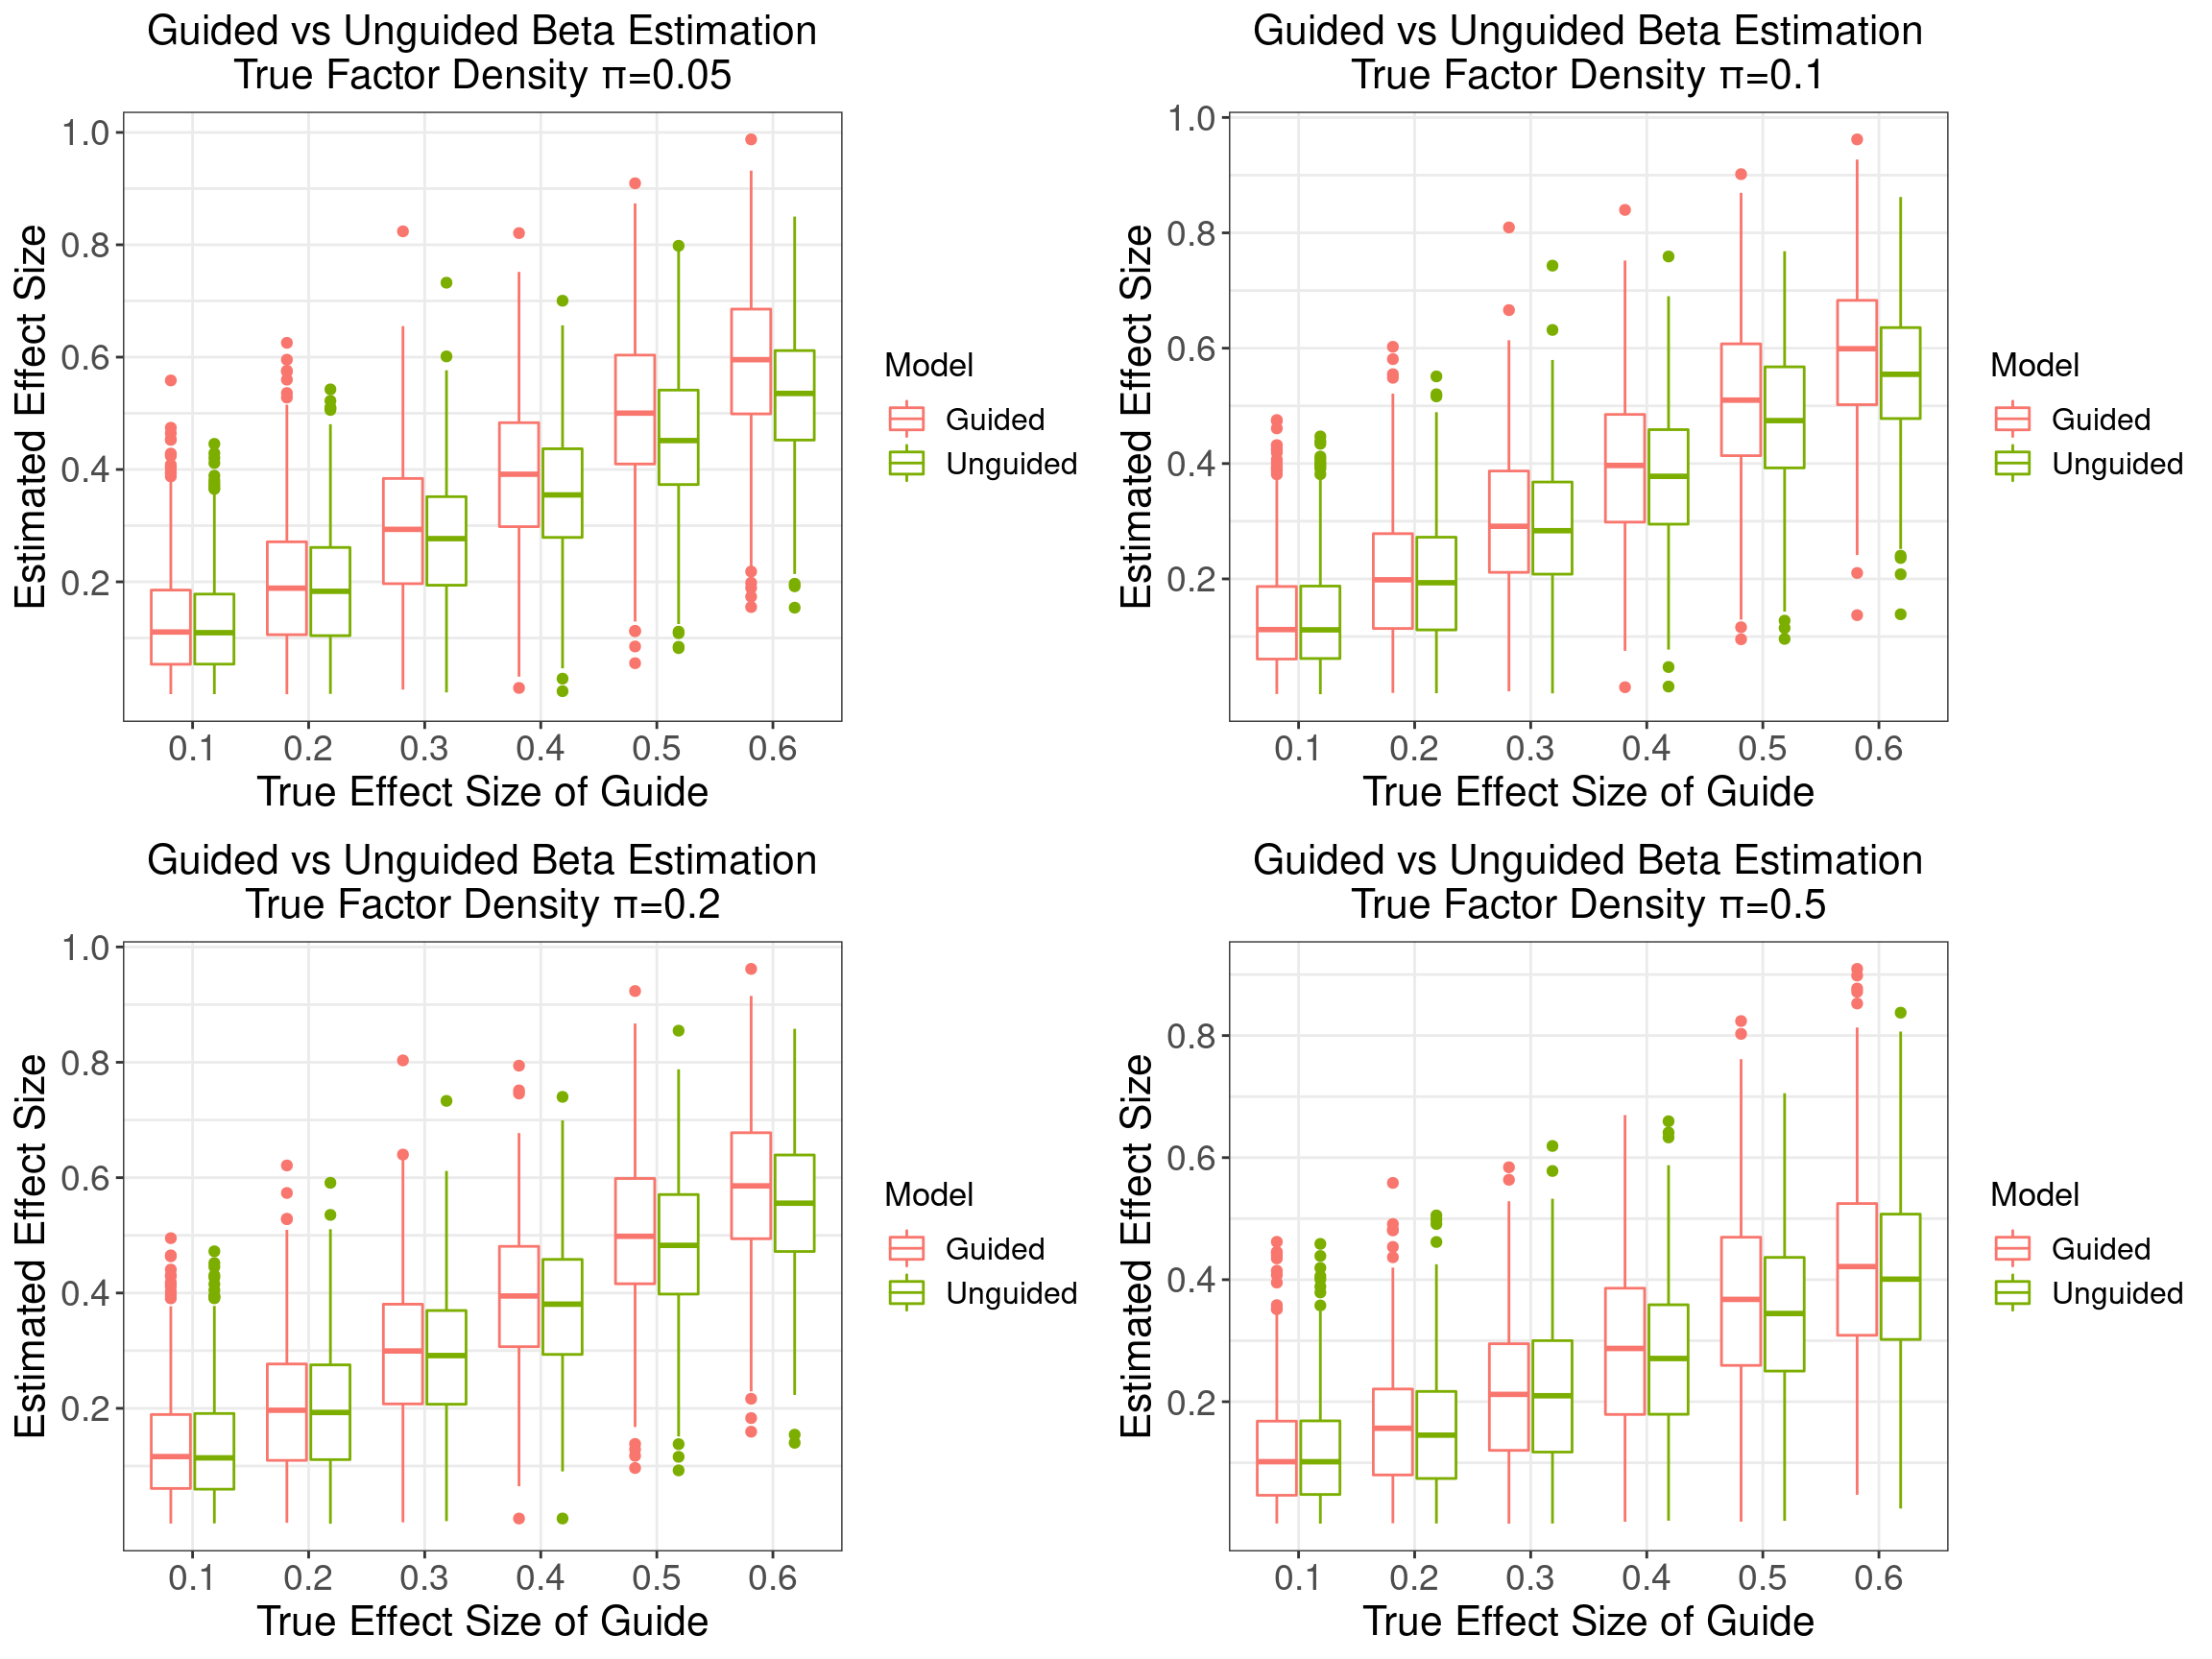 Guided vs Unguided Beta Estimation
True Factor Density π=0.05
1.0
0.8
0.6
0.4
0.2
Estimated Effect Size
0.1 0.2 0.3 0.4 0.5 0.6
True Effect Size of Guide
Model
Guided
Unguided
Guided vs Unguided Beta Estimation
True Factor Density π=0.1
1.0
0.8
0.6
0.4
0.2
Estimated Effect Size
0.1 0.2 0.3 0.4 0.5 0.6
True Effect Size of Guide
Model
Guided
Unguided
Guided vs Unguided Beta Estimation
True Factor Density π=0.2
1.0
0.8
0.6
0.4
0.2
Estimated Effect Size
0.1 0.2 0.3 0.4 0.5 0.6
True Effect Size of Guide
Model
Guided
Unguided
Guided vs Unguided Beta Estimation
True Factor Density π=0.5
0.8
0.6
0.4
0.2
Estimated Effect Size
0.1 0.2 0.3 0.4 0.5 0.6
True Effect Size of Guide
Model
Guided
Unguided